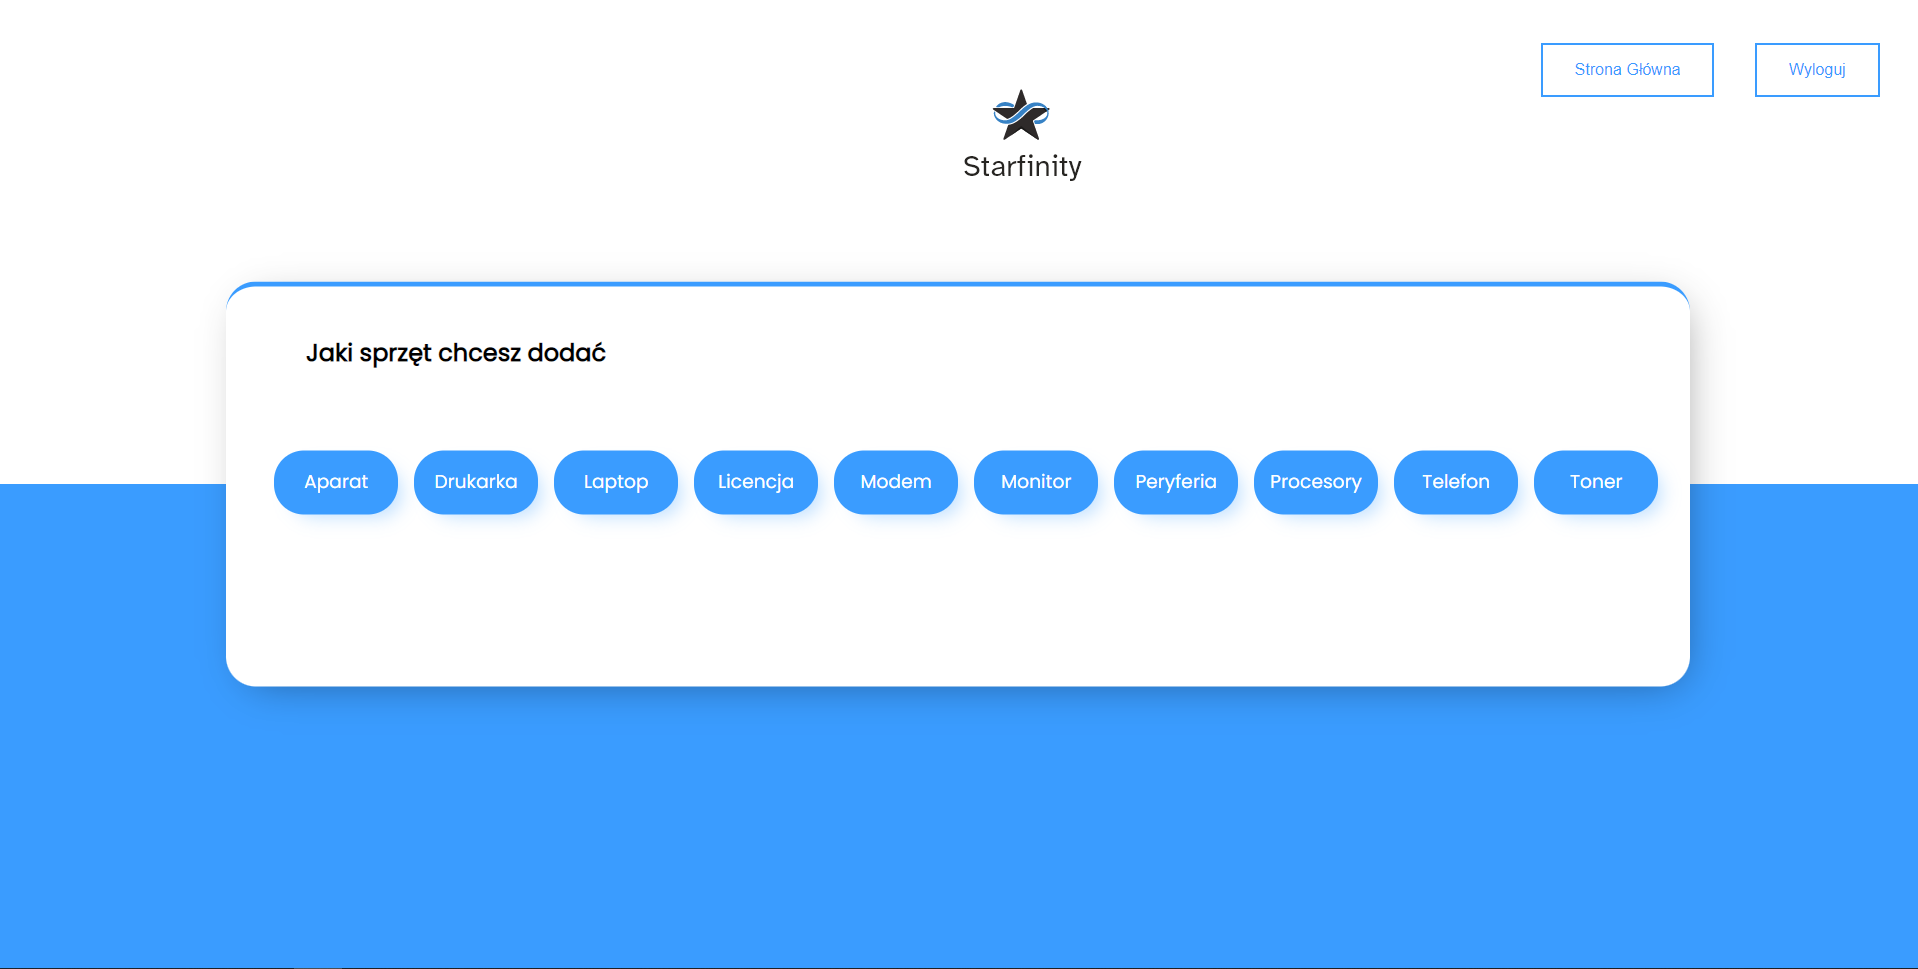 Strona Główna
Wyloguj
Starfinity
Jaki sprzęt chcesz dodać
Aparat
Drukarka
Laptop
Licencja
Modem
Monitor
Peryferia
Procesory
Telefon
Toner